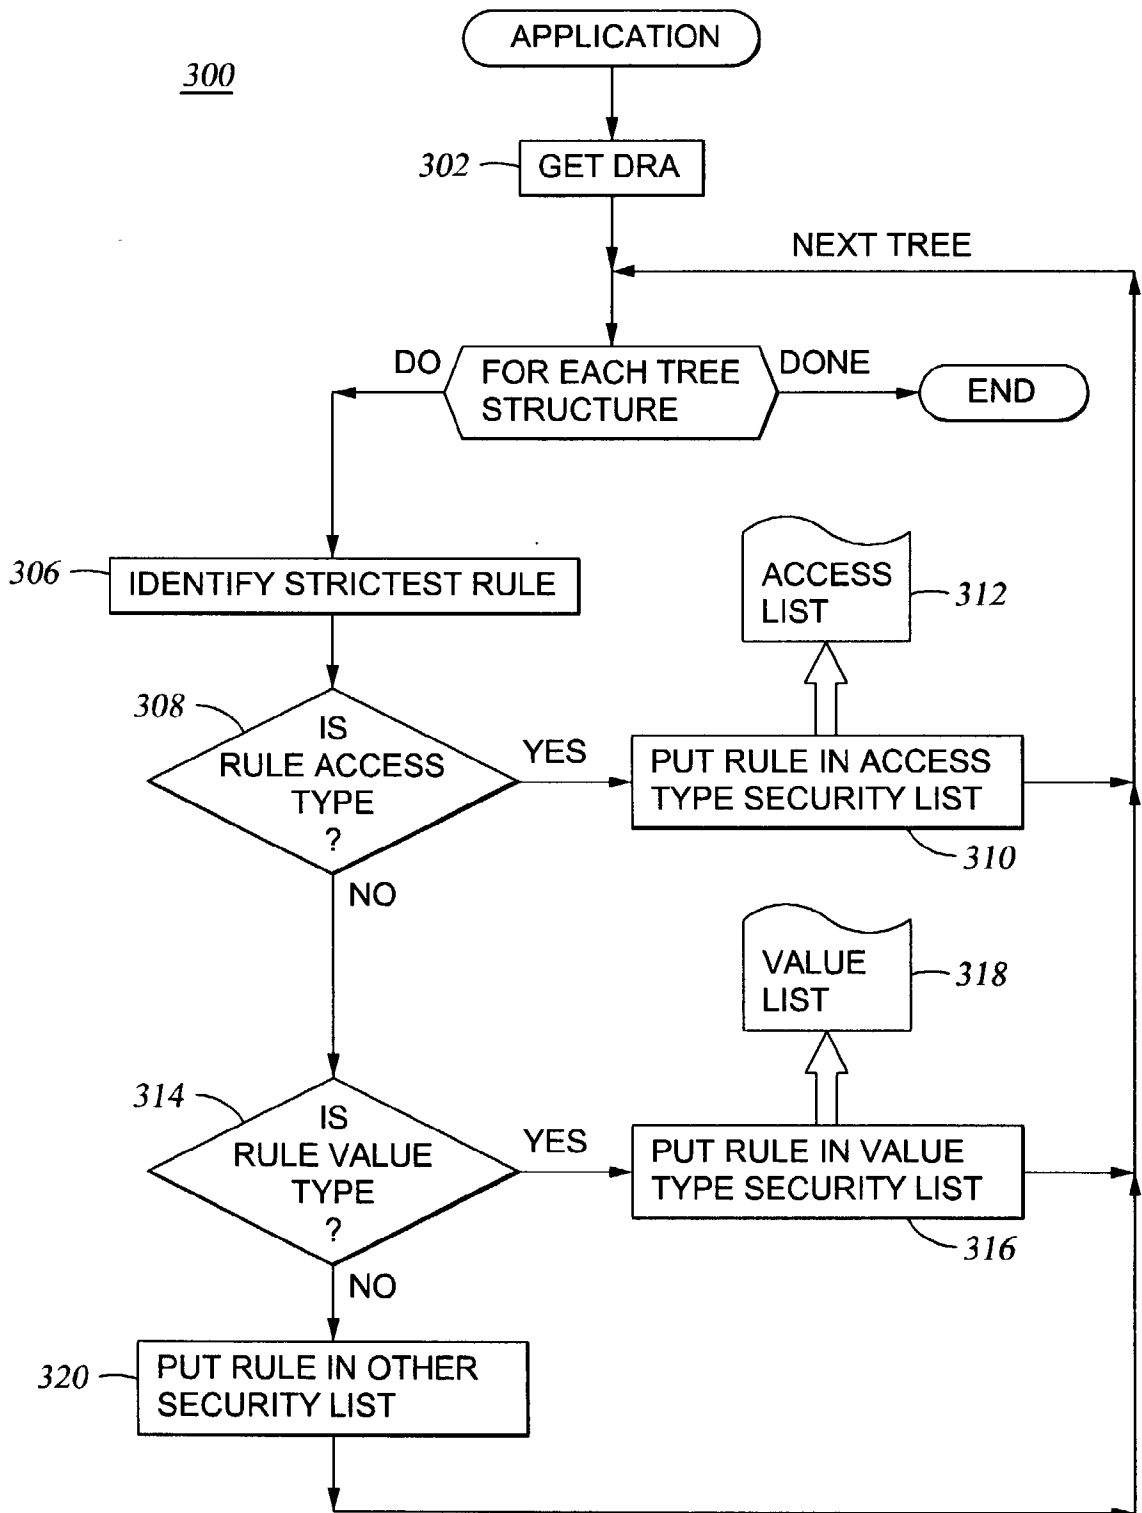 APPLICATION
300
302
GET DRA
NEXT TREE
DO
FOR EACH TREE
STRUCTURE
DONE
END
306
IDENTIFY STRICTEST RULE
ACCESS
LIST
312
308
IS
RULE ACCESS
TYPE
?
YES
PUT RULE IN ACCESS
TYPE SECURITY LIST
310
NO
VALUE
LIST
318
314
IS
RULE VALUE
TYPE
?
YES
PUT RULE IN VALUE
TYPE SECURITY LIST
316
NO
320
PUT RULE IN OTHER
SECURITY LIST